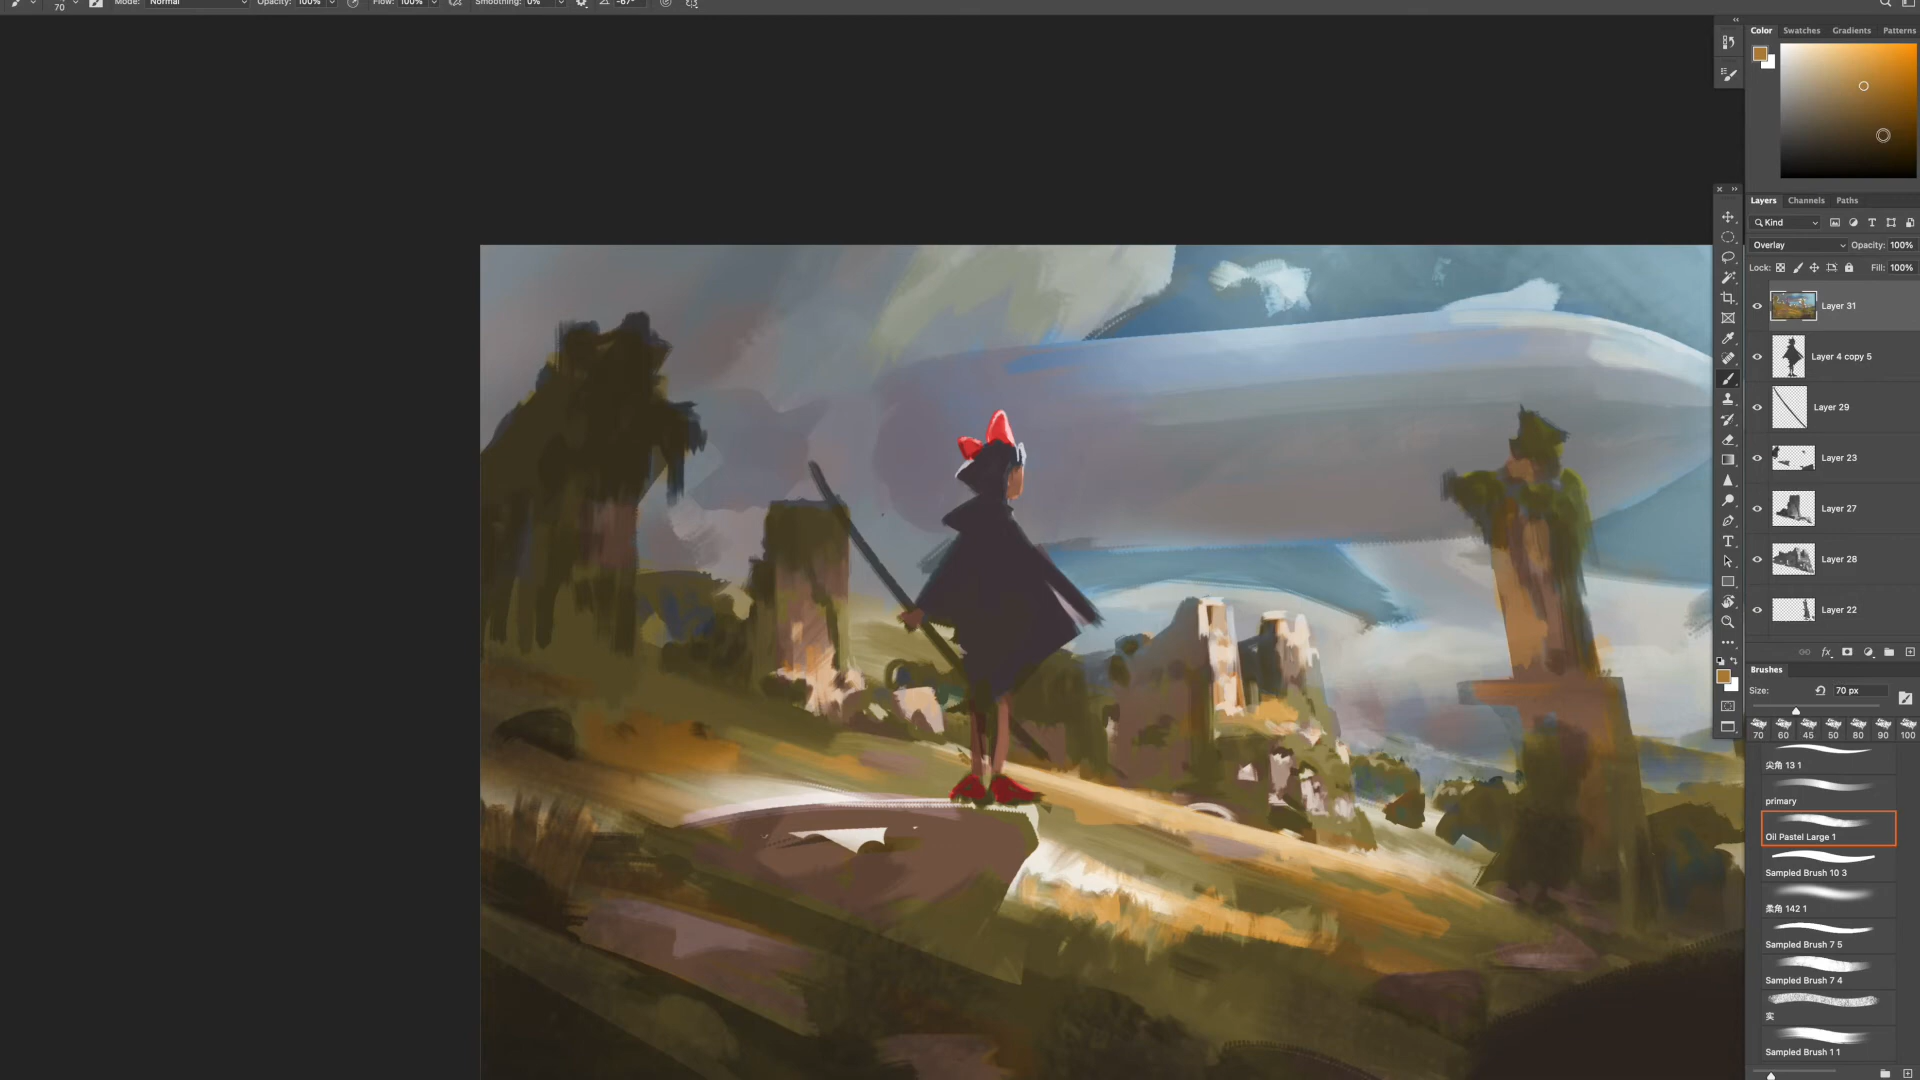 70
Mode: Normal Opacity: 100% Flow: 100% Smoothing: 0% -67°
Color Swatches Gradients Patterns
Layers Channels Paths
Kind
Overlay Opacity: 100%
Lock: Fill: 100%
Layer 31
Layer 4 copy 5
Layer 29
Layer 23
Layer 27
Layer 28
Layer 22
fx
Brushes
Size: 70 px
70 60 45 50 80 90 100
尖角 13 1
primary
Oil Pastel Large 1
Sampled Brush 10 3
柔角 142 1
Sampled Brush 7 5
Sampled Brush 7 4
实
Sampled Brush 1 1